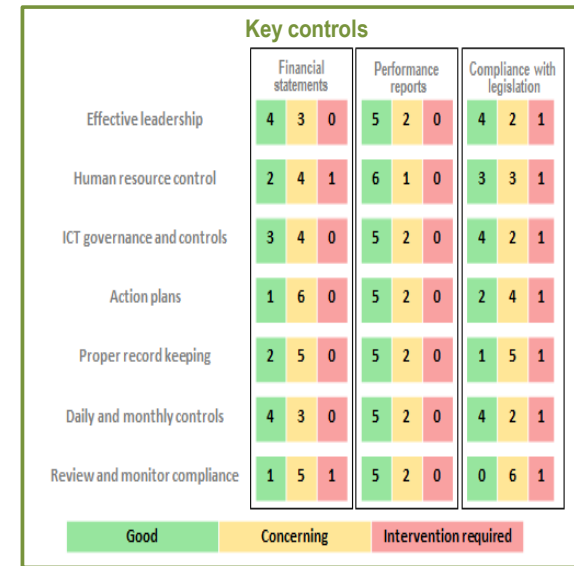 Key controls
Financial
statements
Performance
reports
Compliance with
legislation
Effective leadership 4 3 0 5 2 0 4 2 1
Human resource control 2 4 1 6 1 0 3 3 1
ICT governance and controls 3 4 0 5 2 0 4 2 1
Action plans 1 6 0 5 2 0 2 4 1
Proper record keeping 2 5 0 5 2 0 1 5 1
Daily and monthly controls 4 3 0 5 2 0 4 2 1
Review and monitor compliance 1 5 1 5 2 0 0 6 1
Good Concerning Intervention required